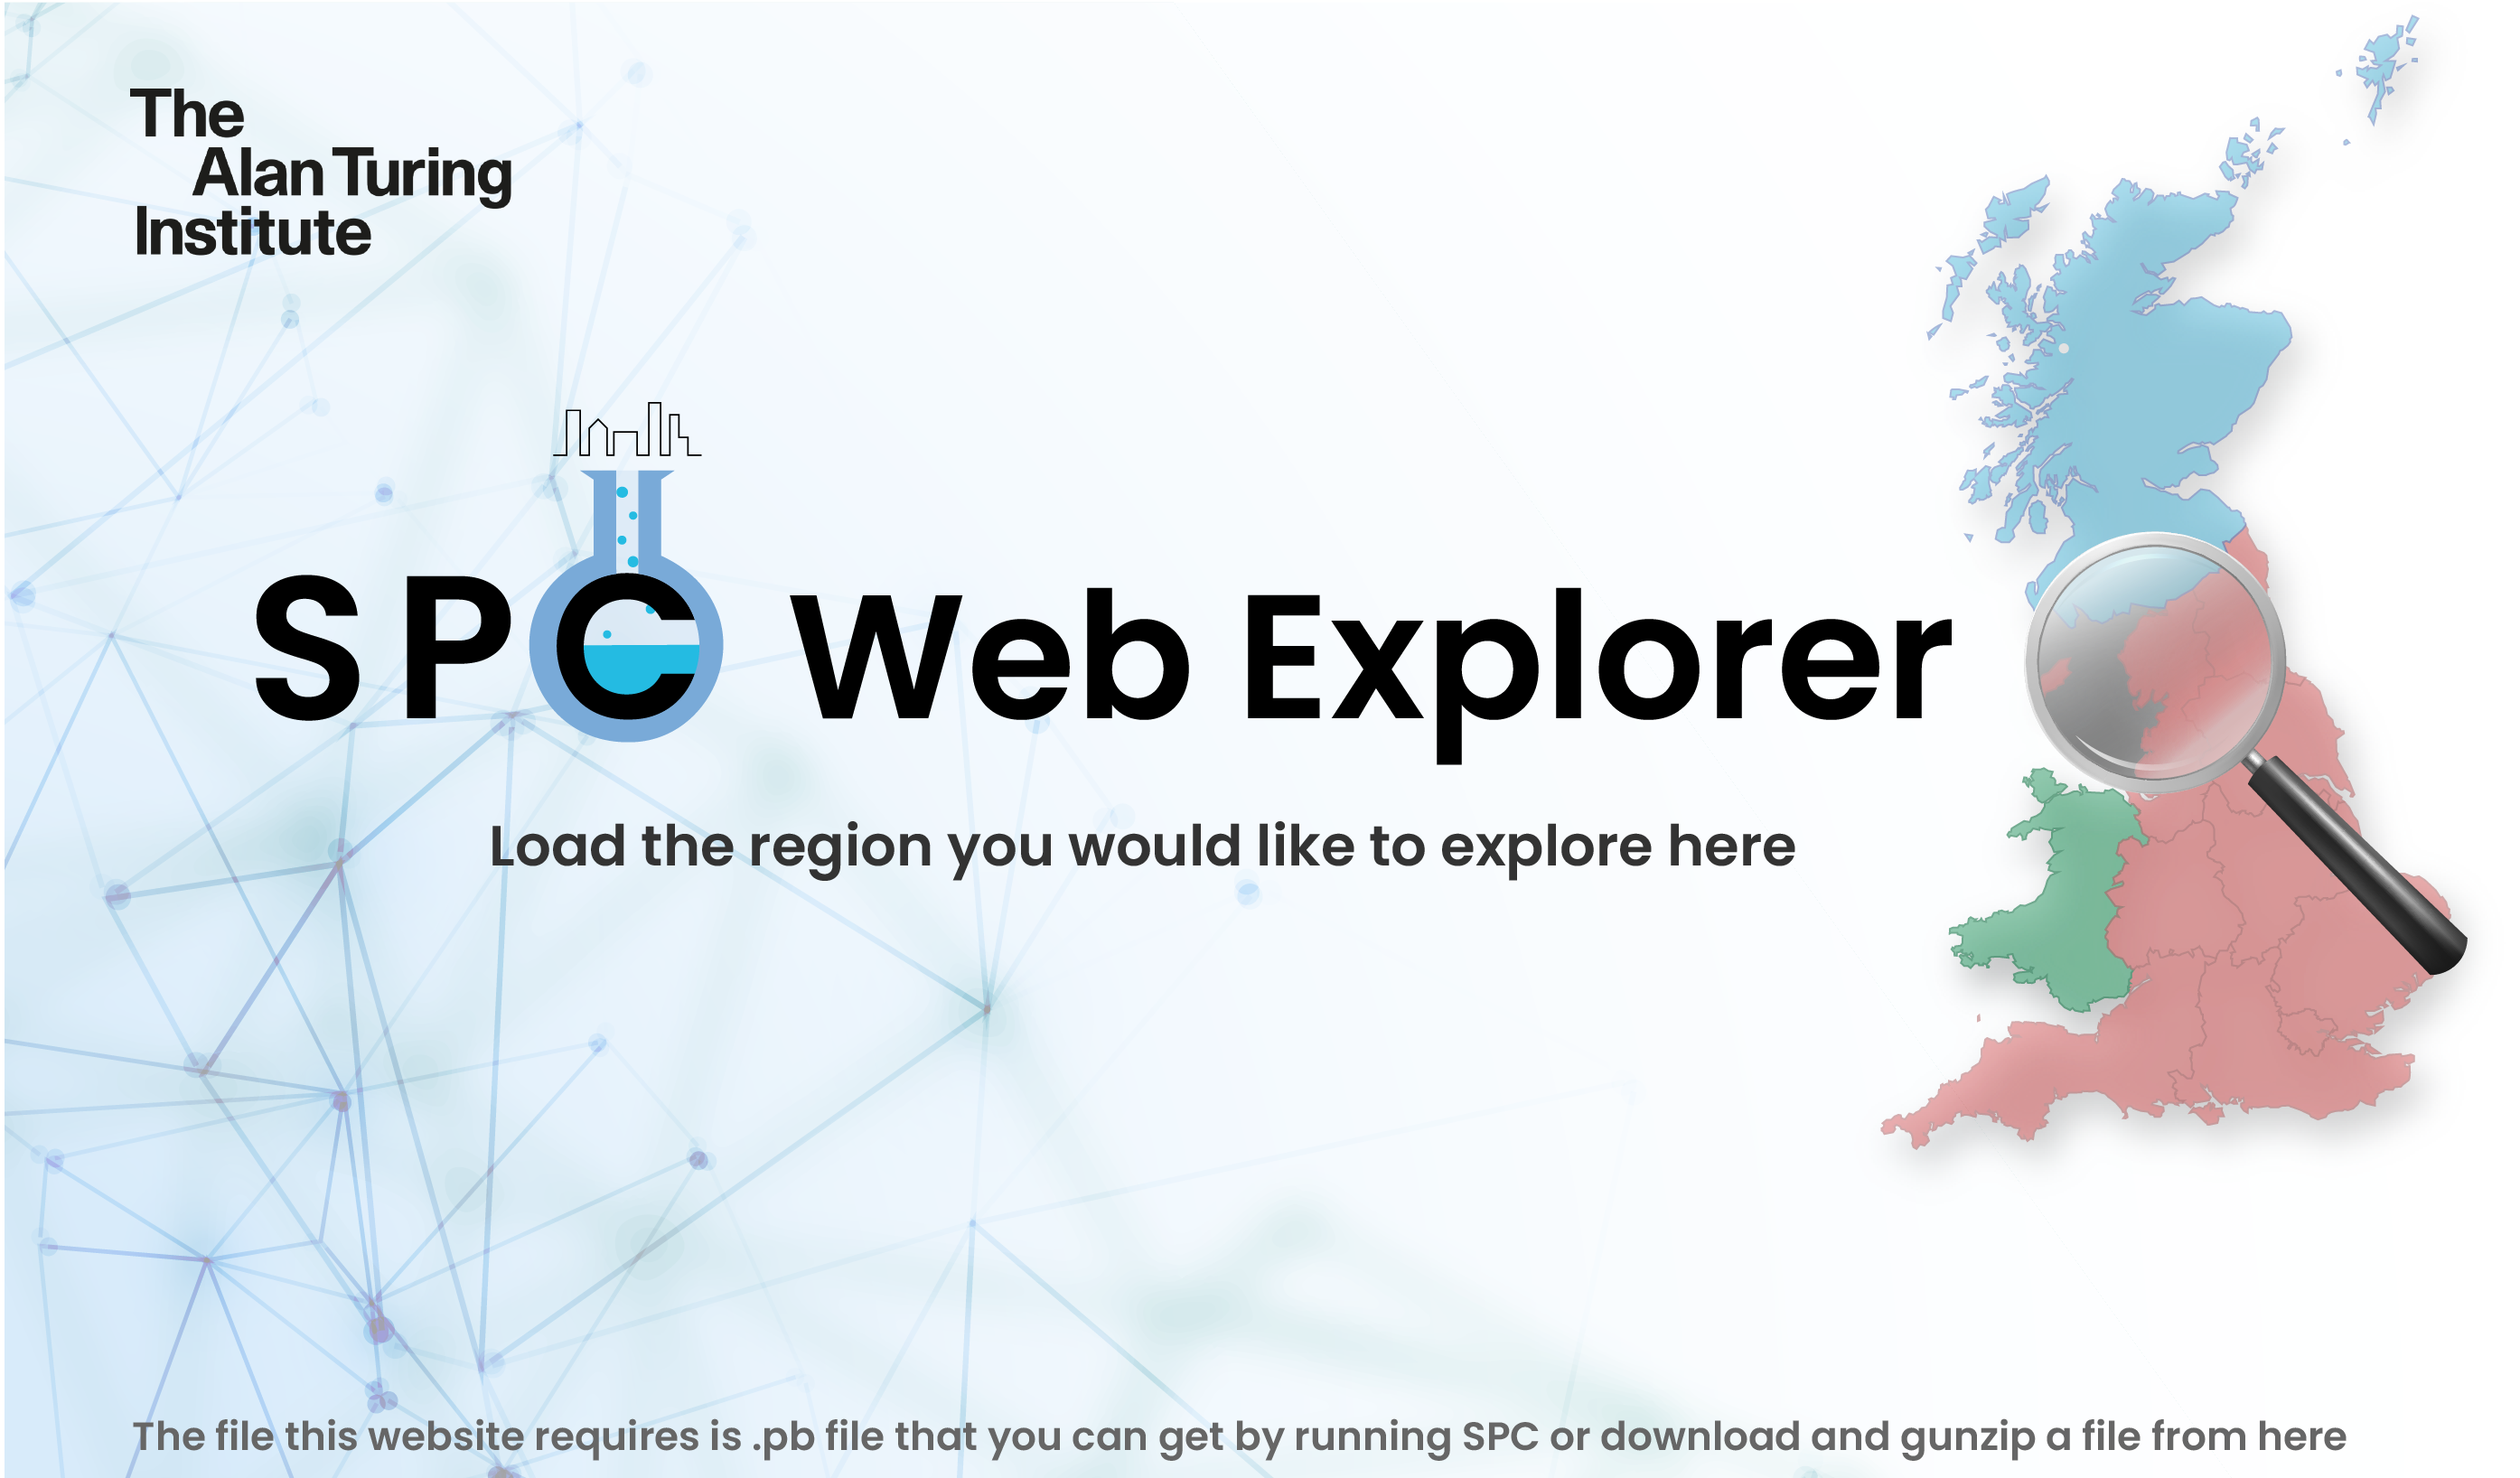 The
Alan Turing
Institute
SPC Web Explorer
Load the region you would like to explore here
The file this website requires is .pb file that you can get by running SPC or download and gunzip a file from here